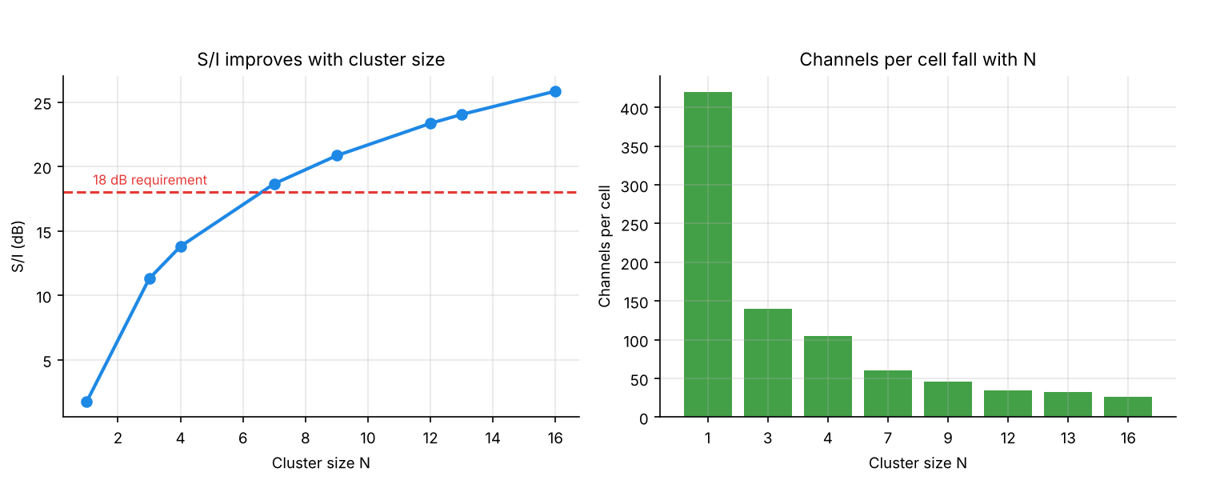 S/I improves with cluster size
S/I (dB)
25
20
15
10
5
18 dB requirement
2 4 6 8 10 12 14 16
Cluster size N
Channels per cell fall with N
Channels per cell
400
350
300
250
200
150
100
50
0
1 3 4 7 9 12 13 16
Cluster size N